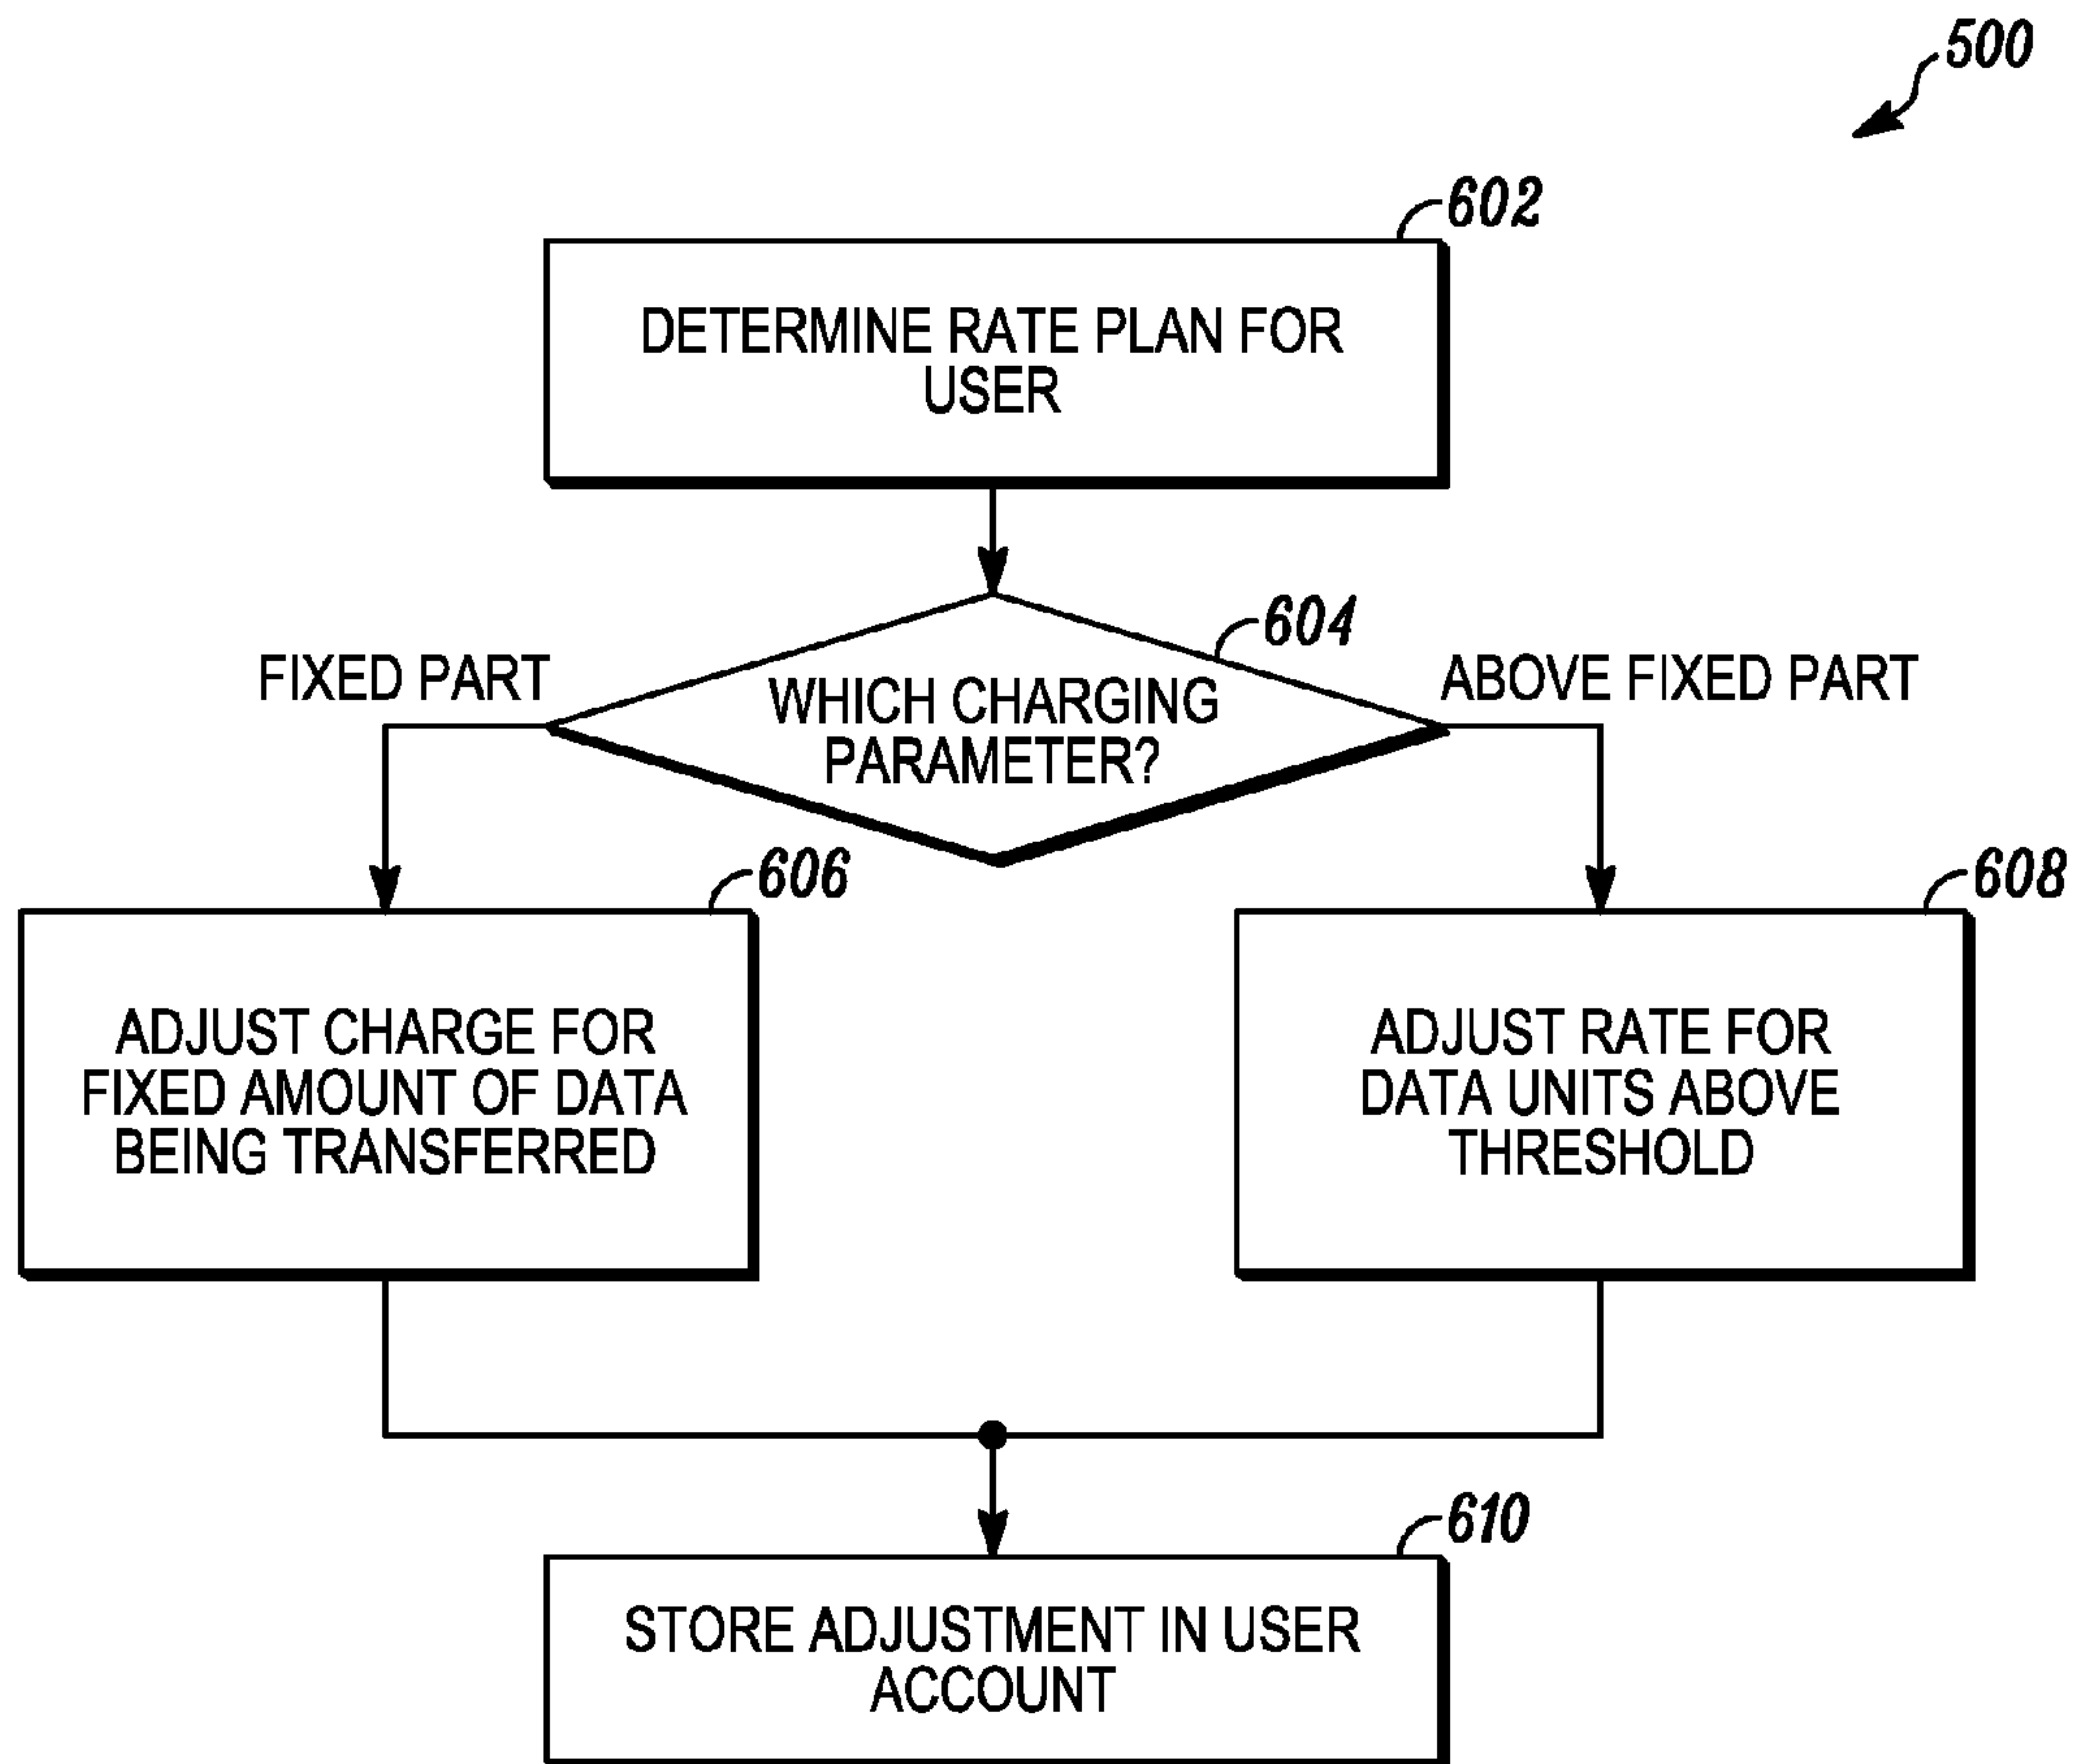 500
602
DETERMINE RATE PLAN FOR
USER
604
FIXED PART
ABOVE FIXED PART
WHICH CHARGING
PARAMETER?
606
608
ADJUST CHARGE FOR
FIXED AMOUNT OF DATA
BEING TRANSFERRED
ADJUST RATE FOR
DATA UNITS ABOVE
THRESHOLD
610
STORE ADJUSTMENT IN USER
ACCOUNT